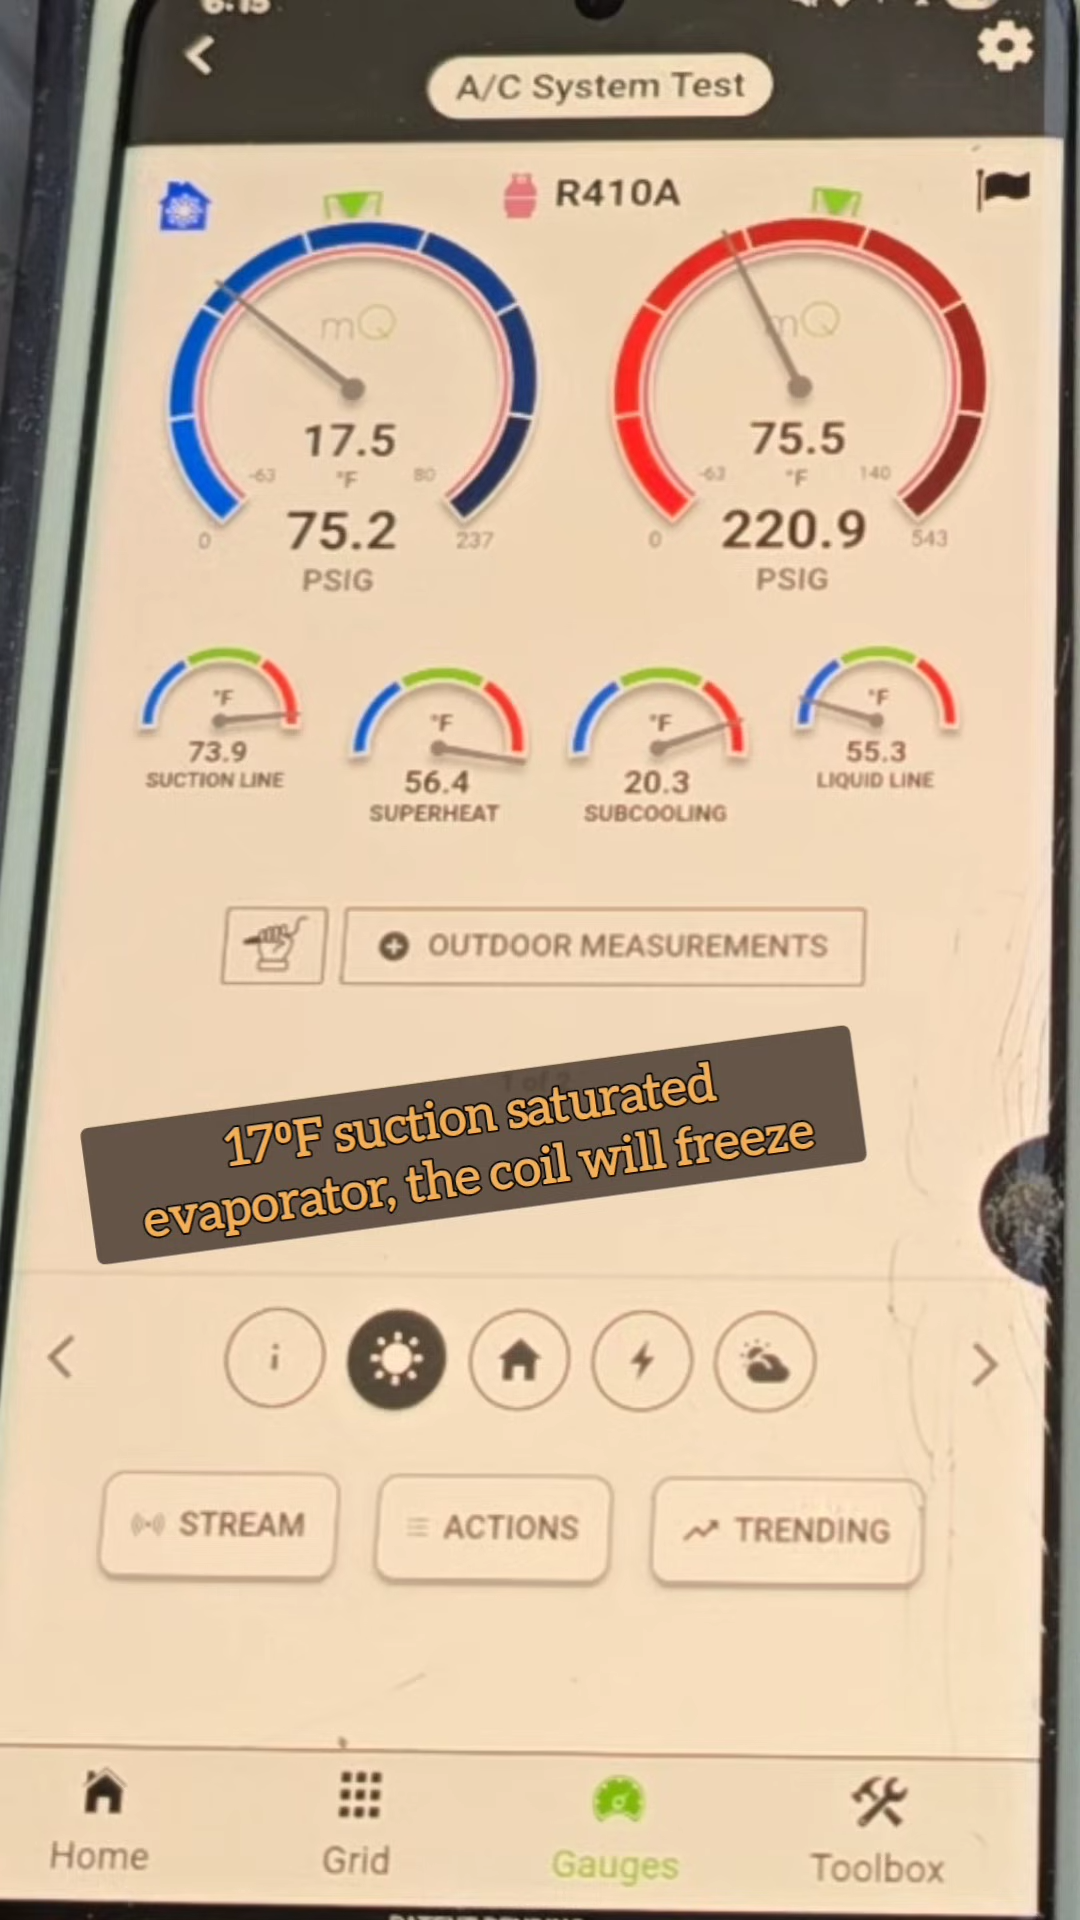 A/C System Test
R410A
mQ
mQ
17.5
75.5
-63 °F 80
-63 °F 140
0 75.2 237
0 220.9 543
PSIG
PSIG
°F
°F
°F
°F
73.9
56.4
20.3
55.3
SUCTION LINE
SUPERHEAT
SUBCOOLING
LIQUID LINE
OUTDOOR MEASUREMENTS
17ºF suction saturated
evaporator, the coil will freeze
i
STREAM
ACTIONS
TRENDING
Home
Grid
Gauges
Toolbox